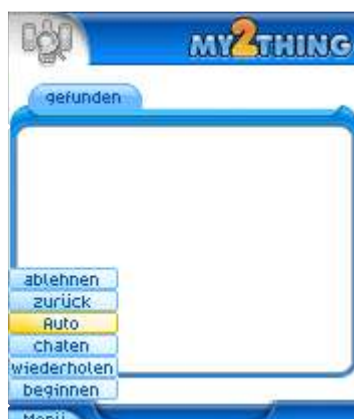 MY2THING
gefunden
ablehnen
zurück
Auto
chaten
wiederholen
beginnen
Menü